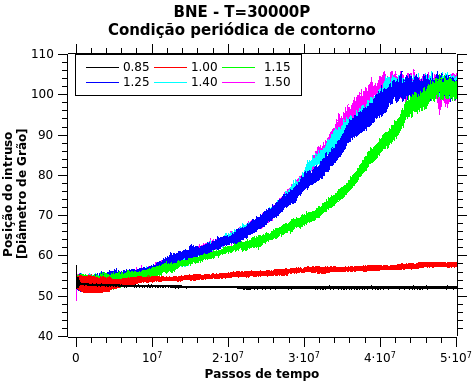 BNE - T=30000P
Condição periódica de contorno
110
100
90
80
70
60
50
40
0.85 1.00 1.15
1.25 1.40 1.50
Posição do intruso
[Diâmetro de Grão]
0 10⁷ 2·10⁷ 3·10⁷ 4·10⁷ 5·10⁷
Passos de tempo